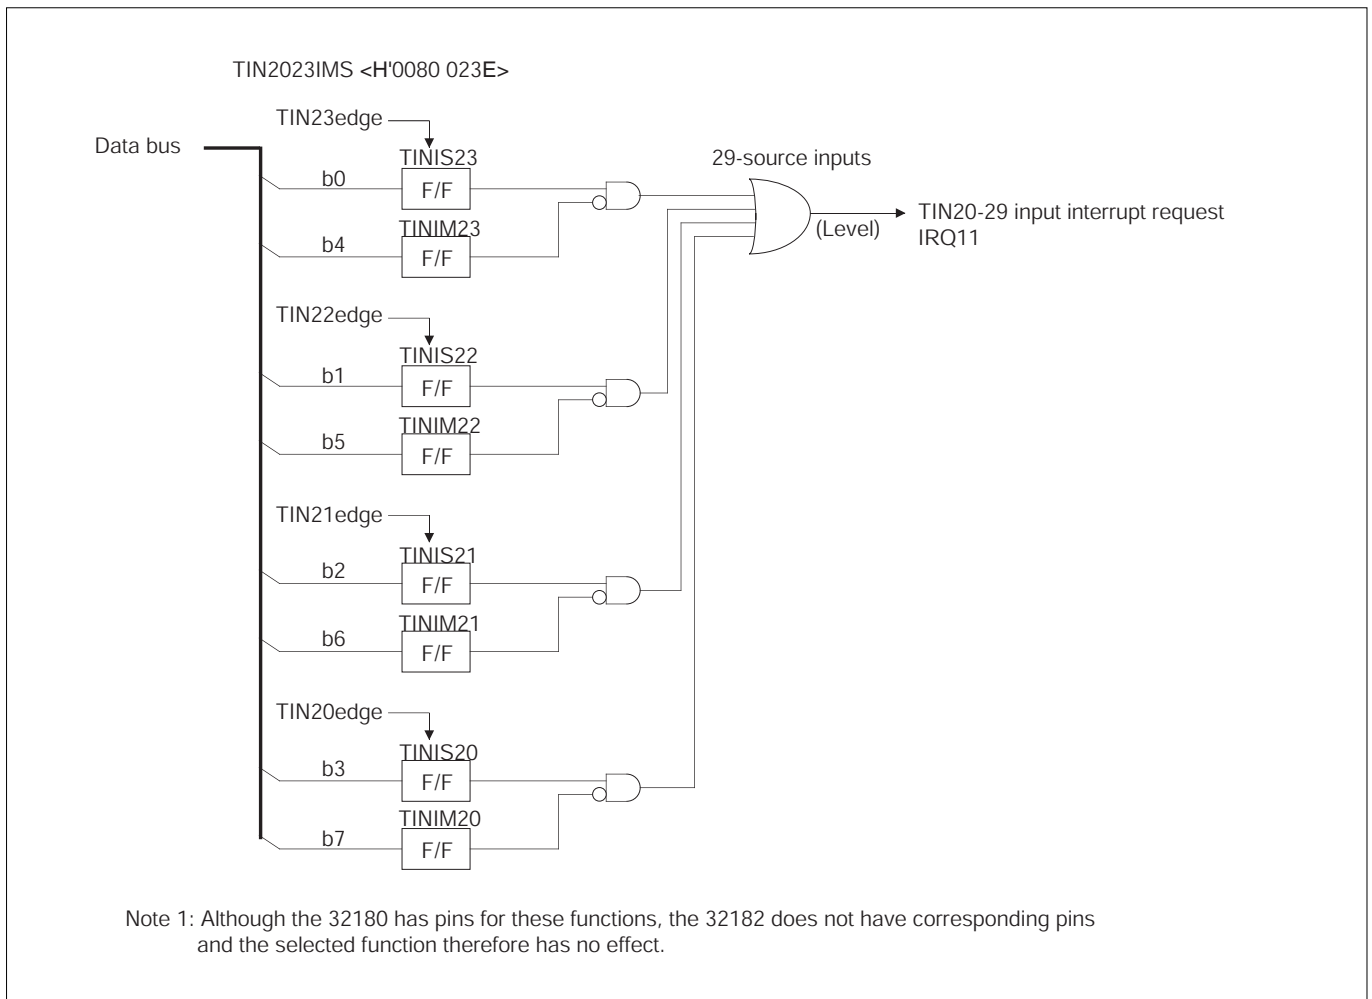 TIN2023IMS <H'0080 023E>
TIN23edge
Data bus
TINIS23
29-source inputs
b0
F/F
TIN20-29 input interrupt request
TINIM23
(Level)
IRQ11
b4
F/F
TIN22edge
TINIS22
b1
F/F
TINIM22
b5
F/F
TIN21edge
TINIS21
b2
F/F
TINIM21
b6
F/F
TIN20edge
TINIS20
b3
F/F
TINIM20
b7
F/F
Note 1: Although the 32180 has pins for these functions, the 32182 does not have corresponding pins
and the selected function therefore has no effect.